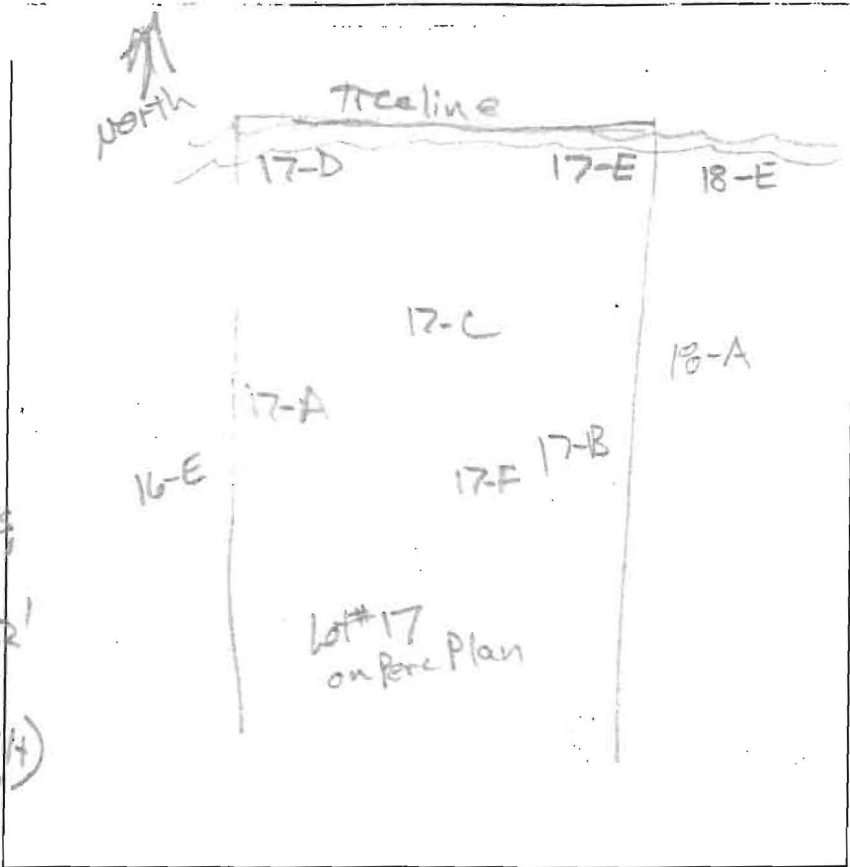 North
Treeline
17-D
17-E
18-E
17-C
18-A
17-A
17-B
16-E
17-F
Lot #17
on Perc Plan